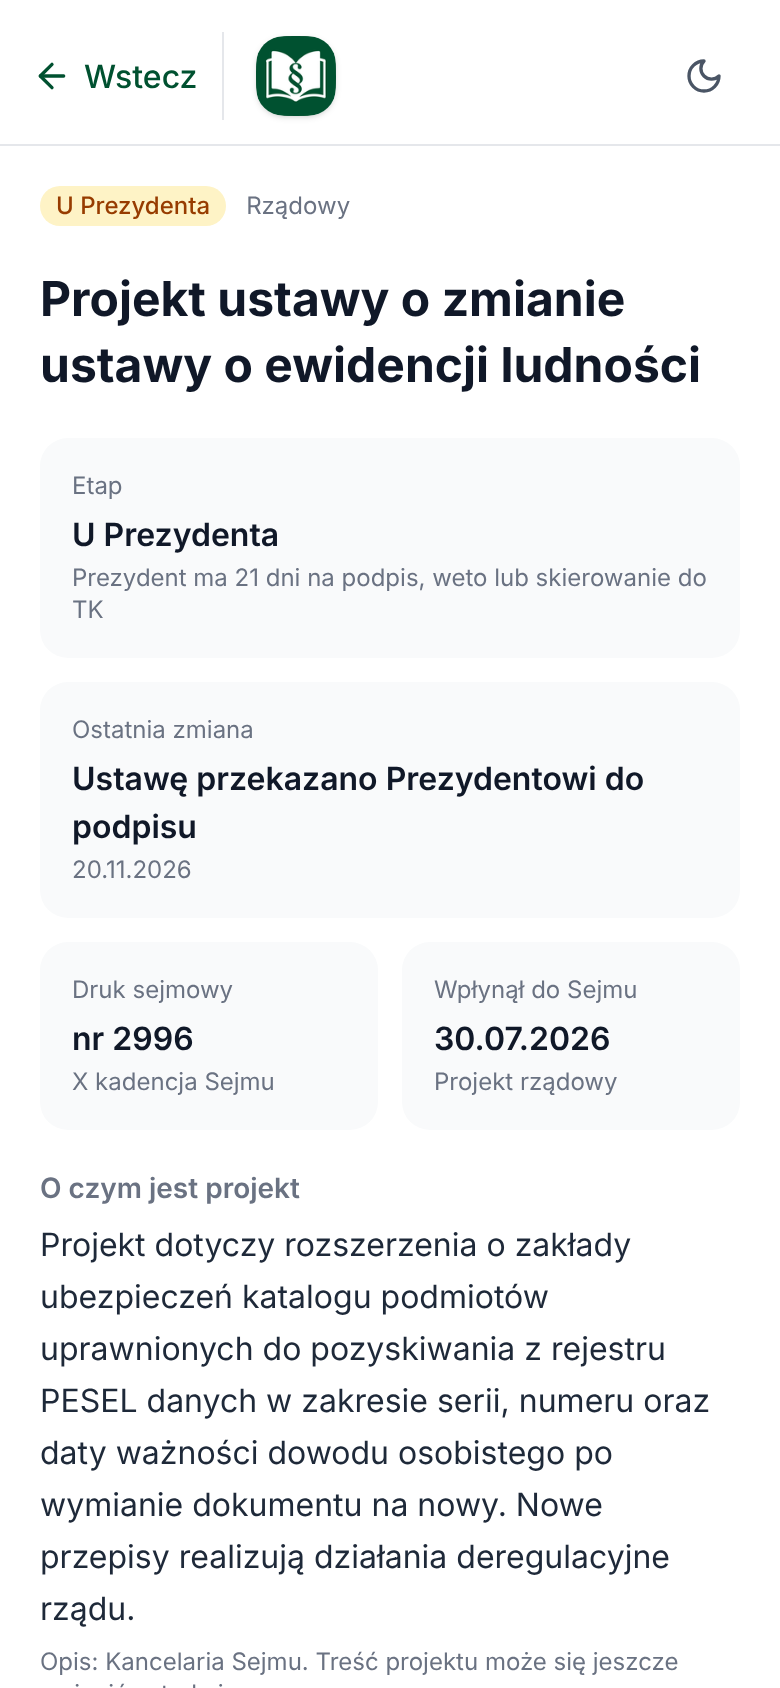 Wstecz
§
U Prezydenta Rządowy
Projekt ustawy o zmianie
ustawy o ewidencji ludności
Etap
U Prezydenta
Prezydent ma 21 dni na podpis, weto lub skierowanie do
TK
Ostatnia zmiana
Ustawę przekazano Prezydentowi do
podpisu
20.11.2026
Druk sejmowy
nr 2996
X kadencja Sejmu
Wpłynął do Sejmu
30.07.2026
Projekt rządowy
O czym jest projekt
Projekt dotyczy rozszerzenia o zakłady
ubezpieczeń katalogu podmiotów
uprawnionych do pozyskiwania z rejestru
PESEL danych w zakresie serii, numeru oraz
daty ważności dowodu osobistego po
wymianie dokumentu na nowy. Nowe
przepisy realizują działania deregulacyjne
rządu.
Opis: Kancelaria Sejmu. Treść projektu może się jeszcze